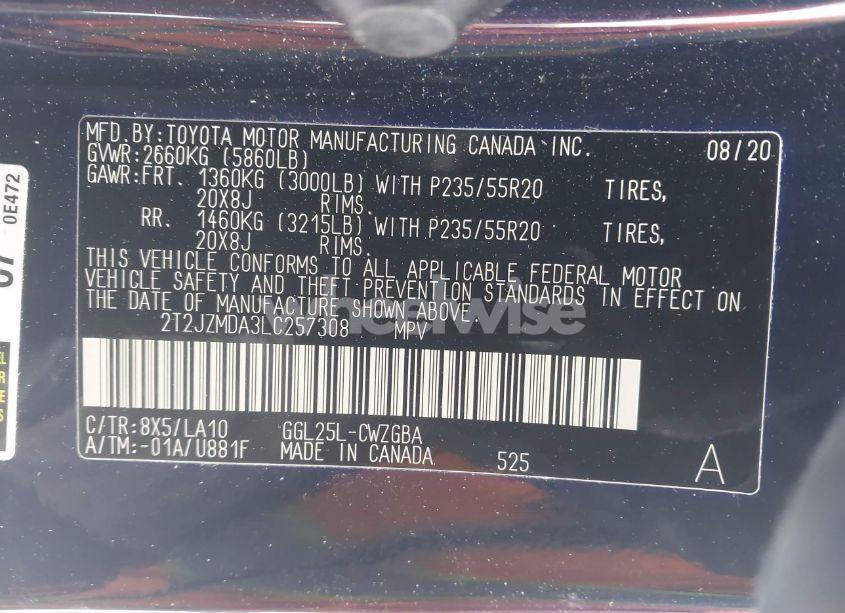 MFD.BY:TOYOTA MOTOR MANUFACTURING CANADA INC. 08/20
GVWR:2660KG (5860LB)
GAWR:FRT. 1360KG (3000LB) WITH P235/55R20 TIRES,
20X8J RIMS.
RR. 1460KG (3215LB) WITH P235/55R20 TIRES,
20X8J RIMS.
THIS VEHICLE CONFORMS TO ALL APPLICABLE FEDERAL MOTOR
VEHICLE SAFETY AND THEFT PREVENTION STANDARDS IN EFFECT ON
THE DATE OF MANUFACTURE SHOWN ABOVE.
2T2JZMDA3LC257308 MPV
C/TR:8X5/LA10 GGL25L-CWZGBA
A/TM:-01A/U881F MADE IN CANADA 525 A
0E472
wheelwise